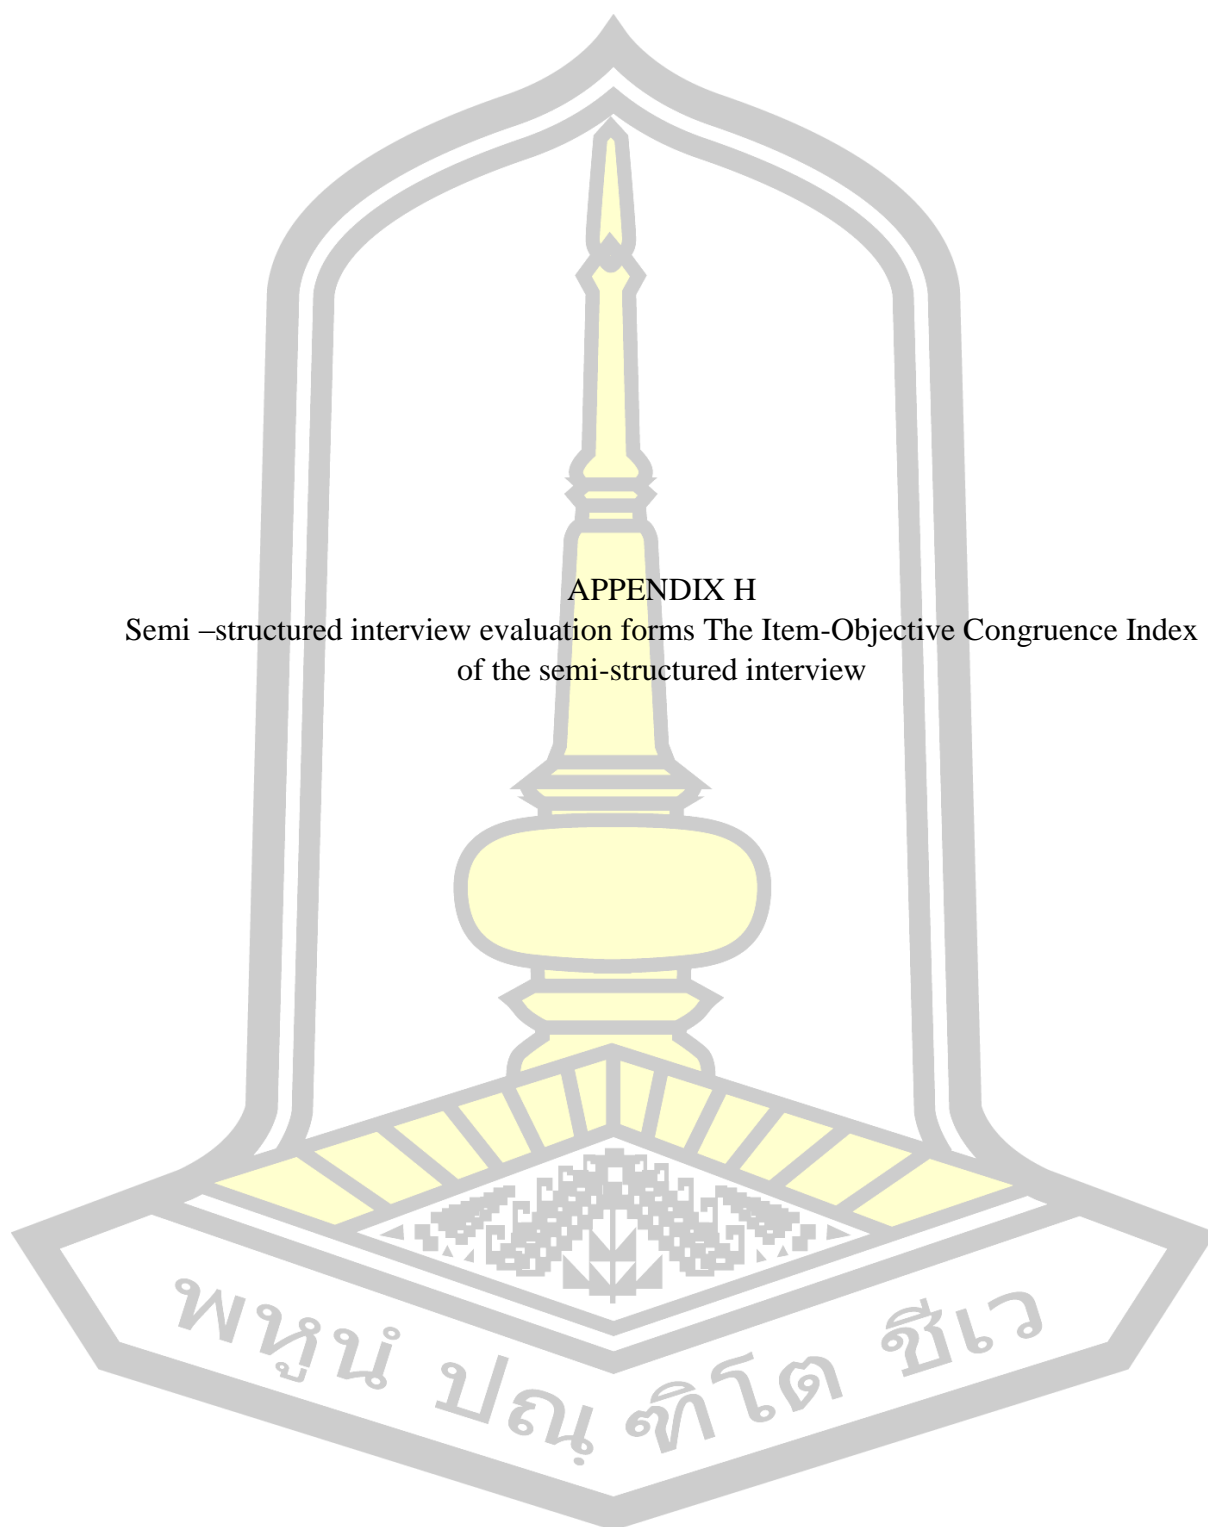 APPENDIX H
Semi –structured interview evaluation forms The Item-Objective Congruence Index
of the semi-structured interview
พหูนํ ปณฺฑิโต ชีเว